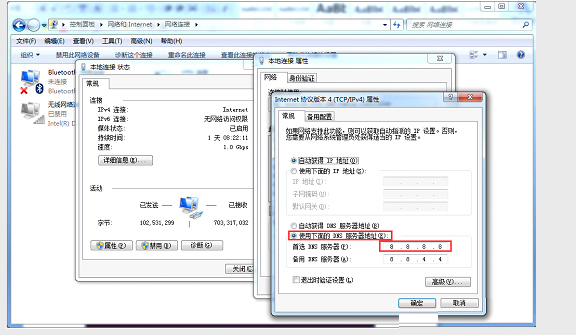 控制面板 ▸ 网络和 Internet ▸ 网络连接 ▸
搜索 网络连接
文件(F) 编辑(E) 查看(V) 工具(T) 高级(N) 帮助(H)
组织 禁用此网络设备 诊断这个连接 重命名此连接
Bluetooth
未连接
Bluetooth
无线网络
已禁用
Intel(R)
本地连接 状态
常规
连接
IPv4 连接: Internet
IPv6 连接: 无网络访问权限
媒体状态: 已启用
持续时间: 1 天 08:22:11
速度: 1.0 Gbps
详细信息(E)...
活动
已发送 — — 已接收
字节: 102,531,299 703,317,032
属性(P) 禁用(D) 诊断(G)
关闭(C)
本地连接 属性
网络 身份验证
Internet 协议版本 4 (TCP/IPv4) 属性
常规 备用配置
如果网络支持此功能，则可以获取自动指派的 IP 设置。否则，
您需要从网络系统管理员处获得适当的 IP 设置。
自动获得 IP 地址(O)
使用下面的 IP 地址(S):
IP 地址(I):
子网掩码(U):
默认网关(D):
自动获得 DNS 服务器地址(B)
使用下面的 DNS 服务器地址(E):
首选 DNS 服务器(P): 8 . 8 . 8 . 8
备用 DNS 服务器(A): 8 . 8 . 4 . 4
退出时验证设置(L)
高级(V)...
确定 取消